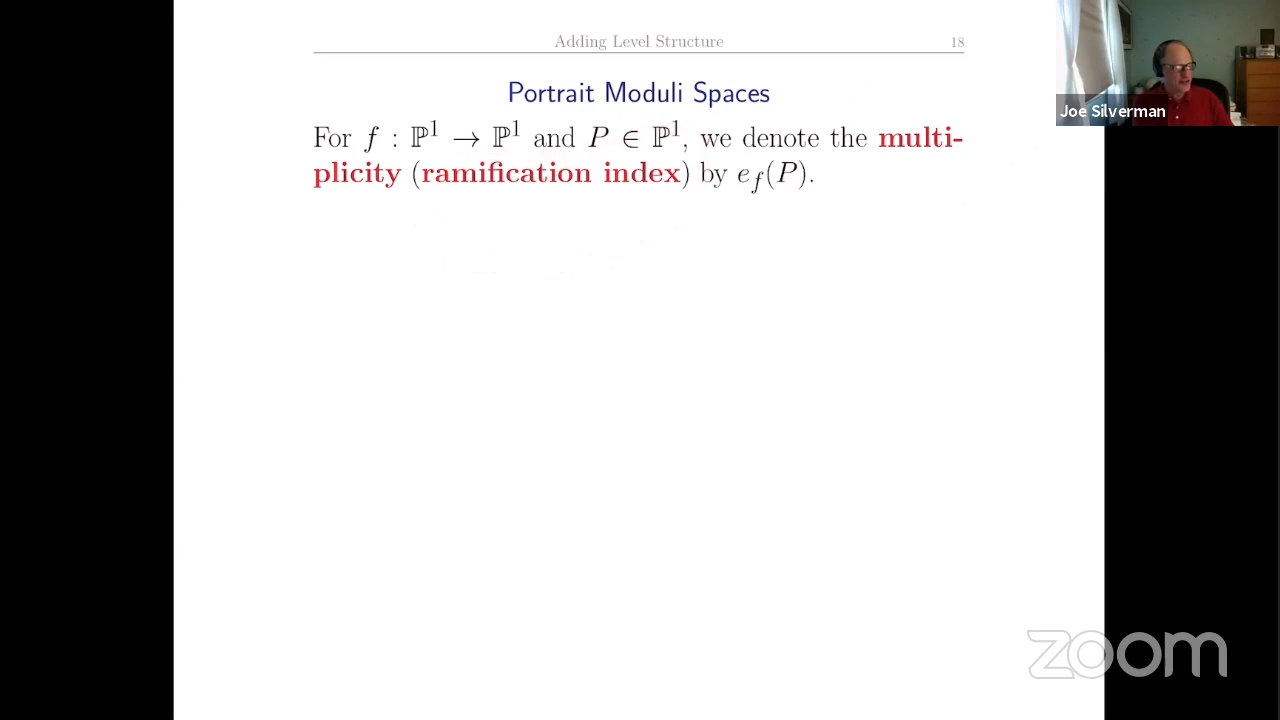 Adding Level Structure 18
Portrait Moduli Spaces
For f : ℙ¹ → ℙ¹ and P ∈ ℙ¹, we denote the multi-
plicity (ramification index) by e_f(P).
Joe Silverman
zoom